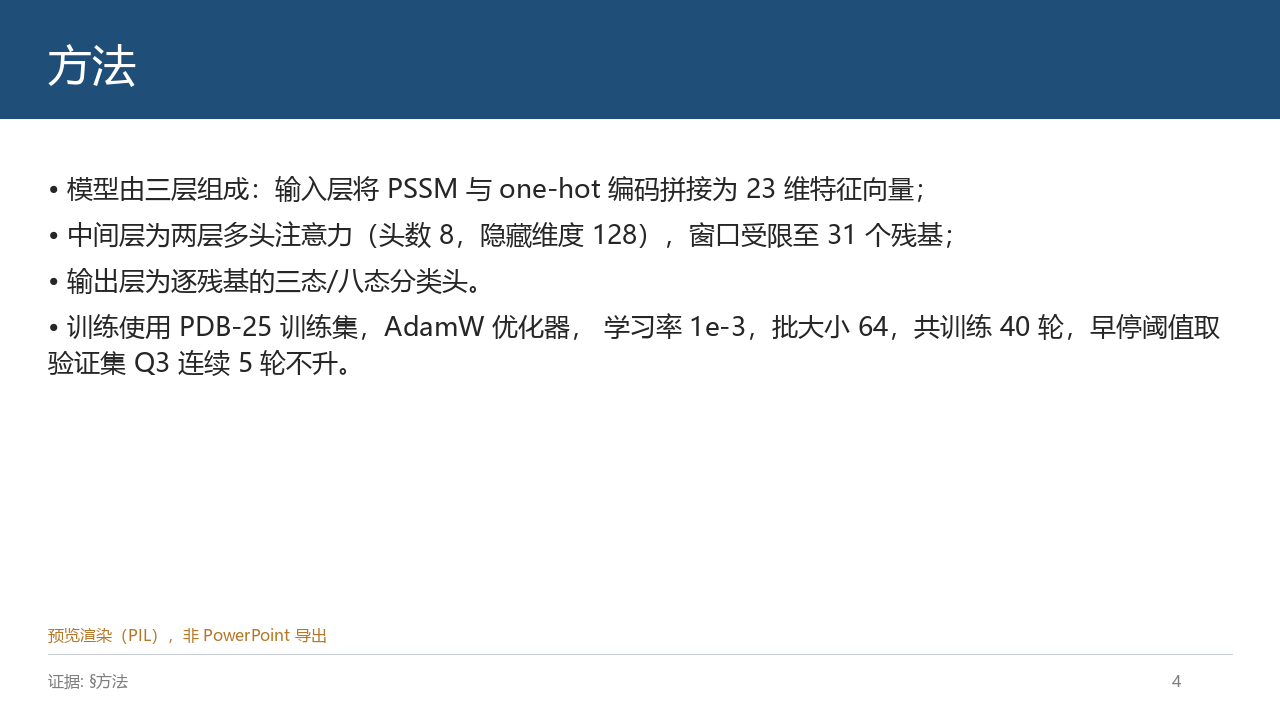 方法
• 模型由三层组成：输入层将 PSSM 与 one-hot 编码拼接为 23 维特征向量；
• 中间层为两层多头注意力（头数 8，隐藏维度 128），窗口受限至 31 个残基；
• 输出层为逐残基的三态/八态分类头。
• 训练使用 PDB-25 训练集，AdamW 优化器， 学习率 1e-3，批大小 64，共训练 40 轮，早停阈值取
验证集 Q3 连续 5 轮不升。
预览渲染（PIL），非 PowerPoint 导出
证据: §方法
4